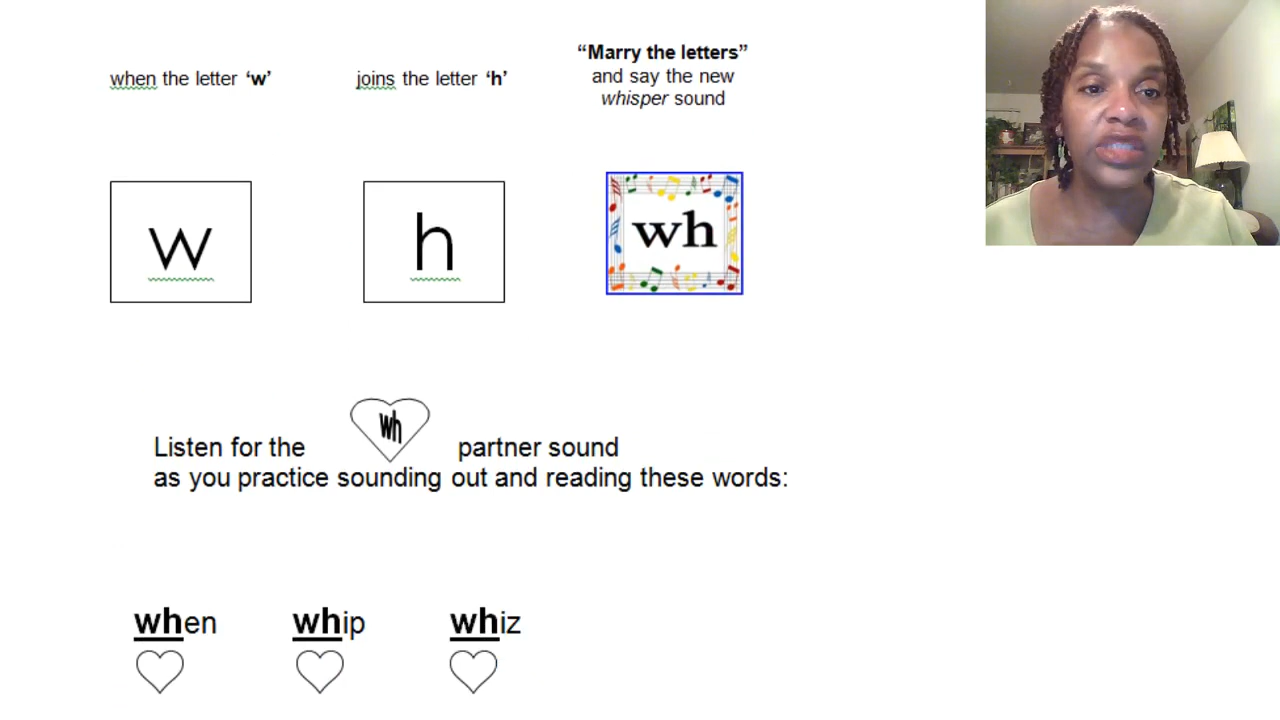 when the letter ‘w’
joins the letter ‘h’
“Marry the letters”
and say the new
whisper sound
w
h
wh
wh
Listen for the partner sound
as you practice sounding out and reading these words:
when whip whiz